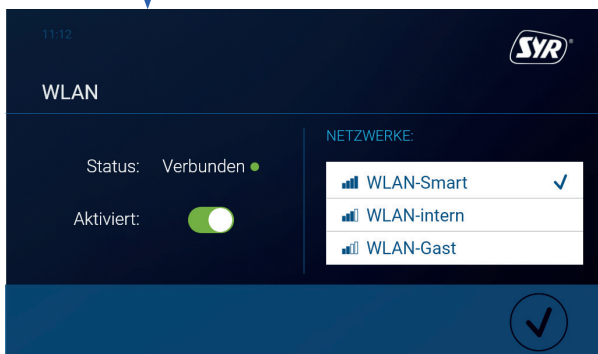 11:12
SYR®
WLAN
Status: Verbunden
Aktiviert:
NETZWERKE:
WLAN-Smart
WLAN-intern
WLAN-Gast